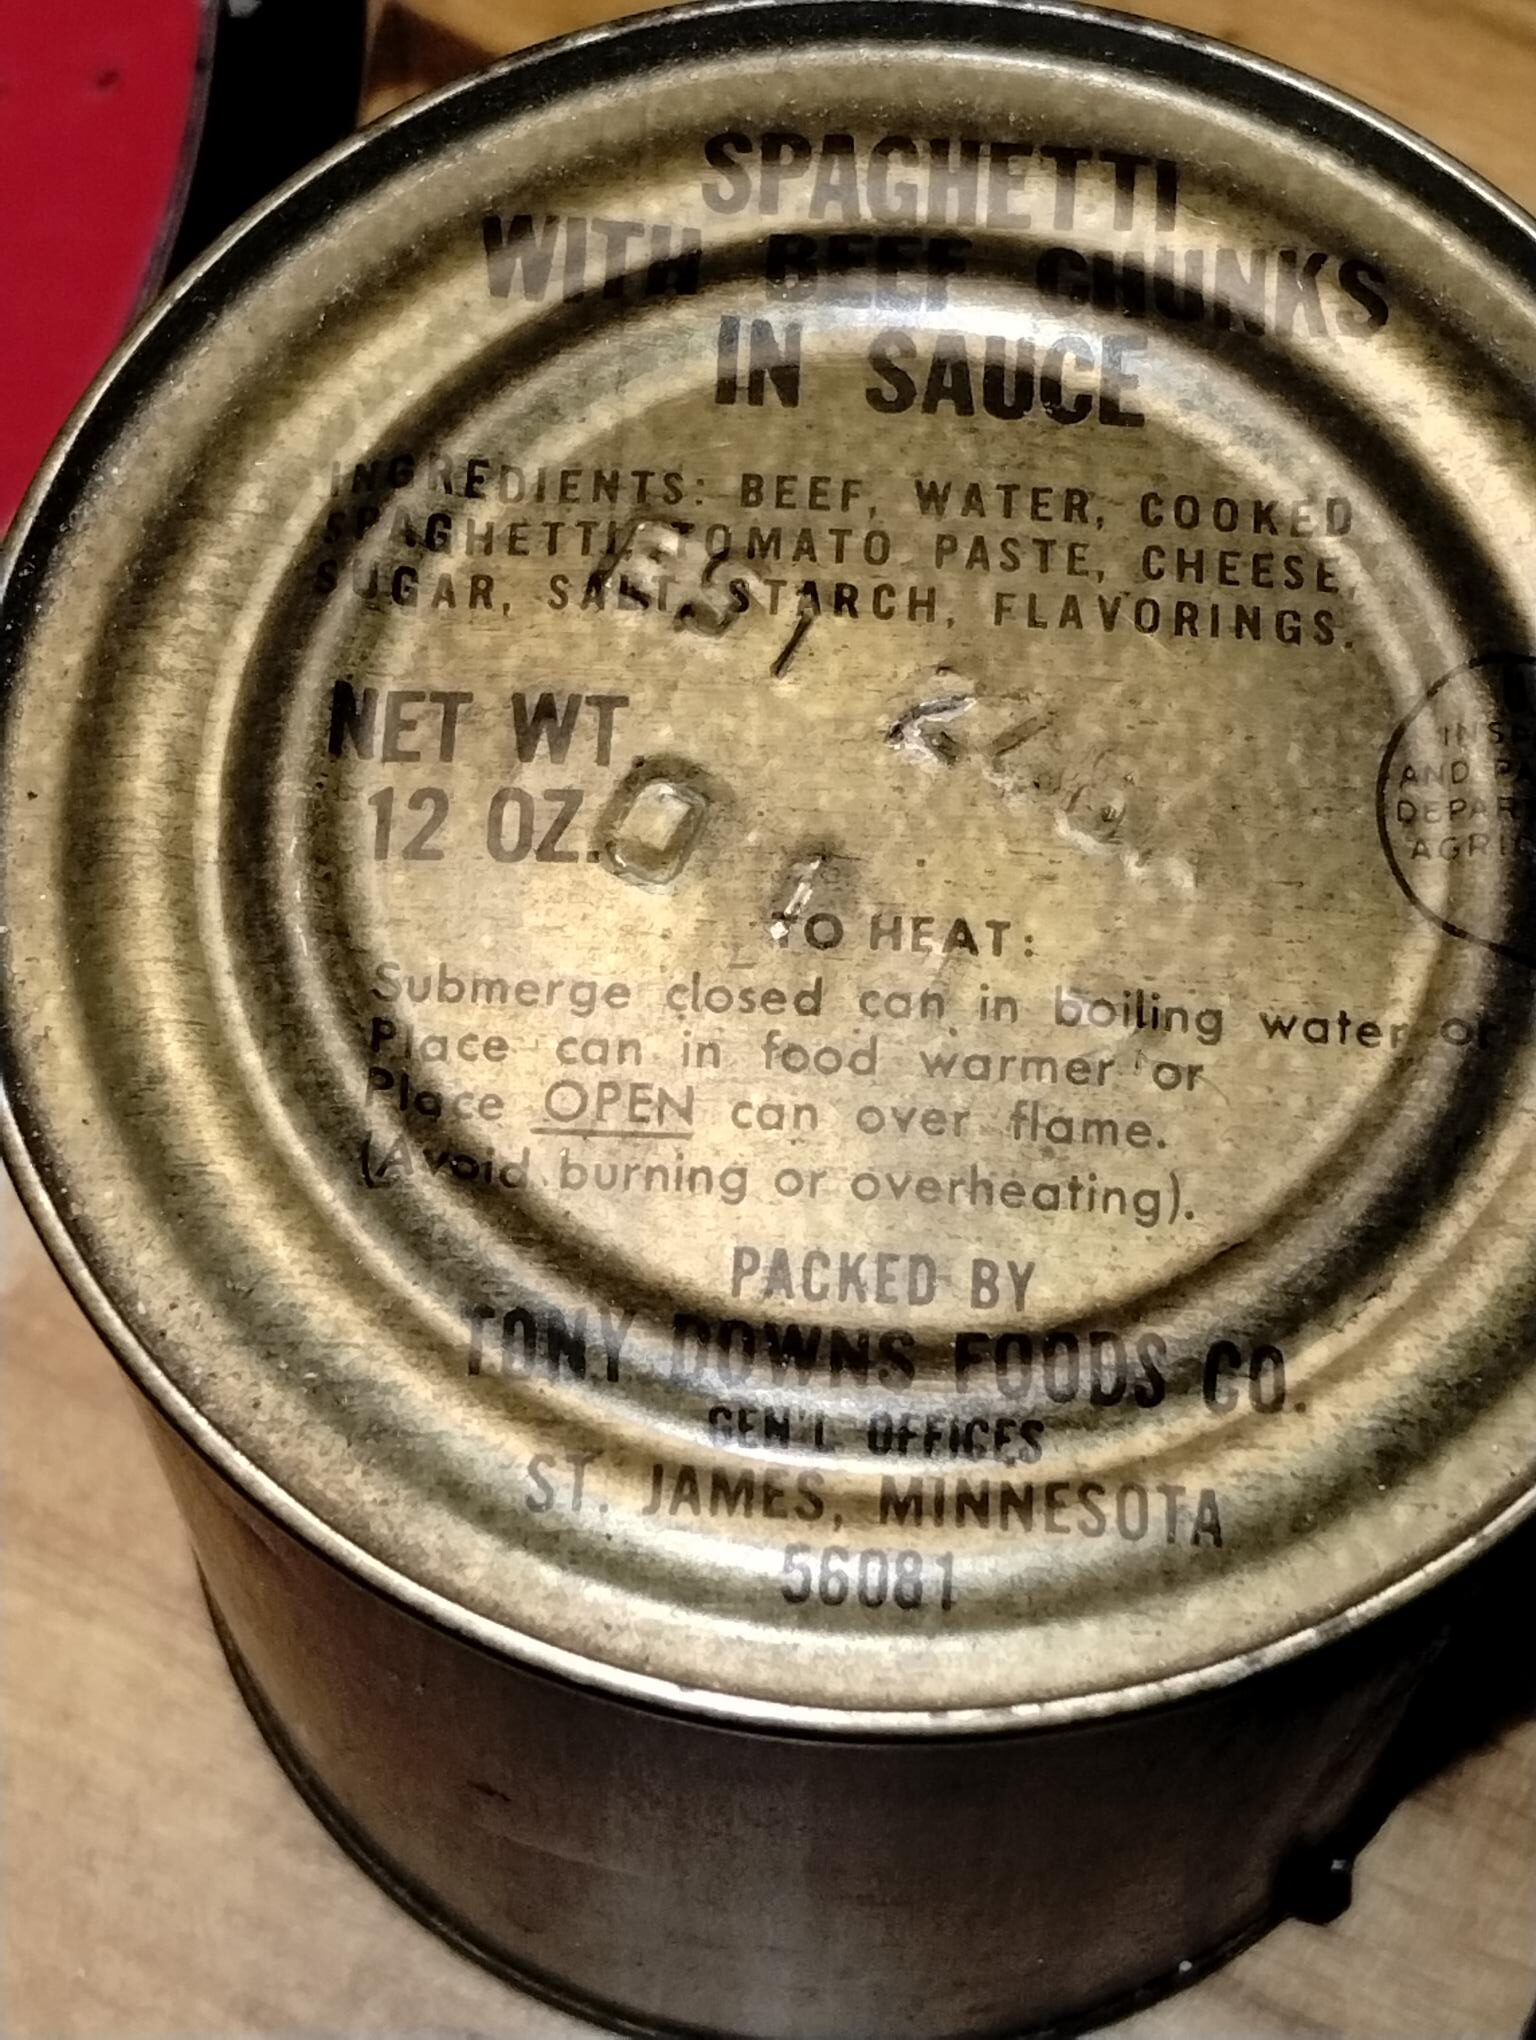 SPAGHETTI
WITH BEEF CHUNKS
IN SAUCE
INGREDIENTS: BEEF, WATER, COOKED
SPAGHETTI, TOMATO PASTE, CHEESE,
SUGAR, SALT, STARCH, FLAVORINGS.
NET WT.
12 OZ.
AND
TO HEAT:
Submerge closed can in boiling water or
Place can in food warmer or
Place OPEN can over flame.
(Avoid burning or overheating).
PACKED BY
TONY DOWNS FOODS CO.
GEN'L OFFICES
ST. JAMES, MINNESOTA
56081